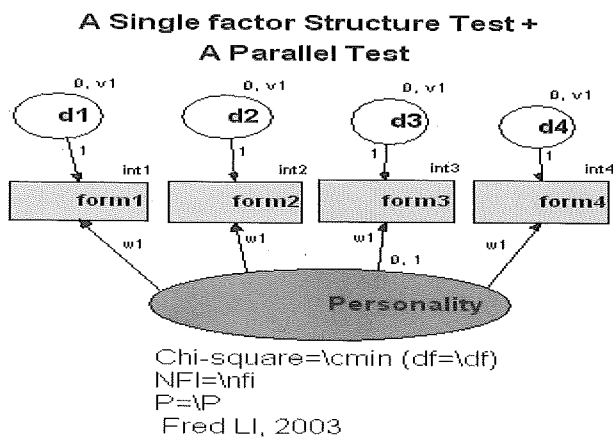 A Single factor Structure Test +
A Parallel Test
0, v1 0, v1 0, v1 0, v1
d1 d2 d3 d4
1 1 1 1
int1 int2 int3 int4
form1 form2 form3 form4
w1 w1 w1 w1
0, 1
Personality
Chi-square=\cmin (df=\df)
NFI=\nfi
P=\P
Fred LI, 2003